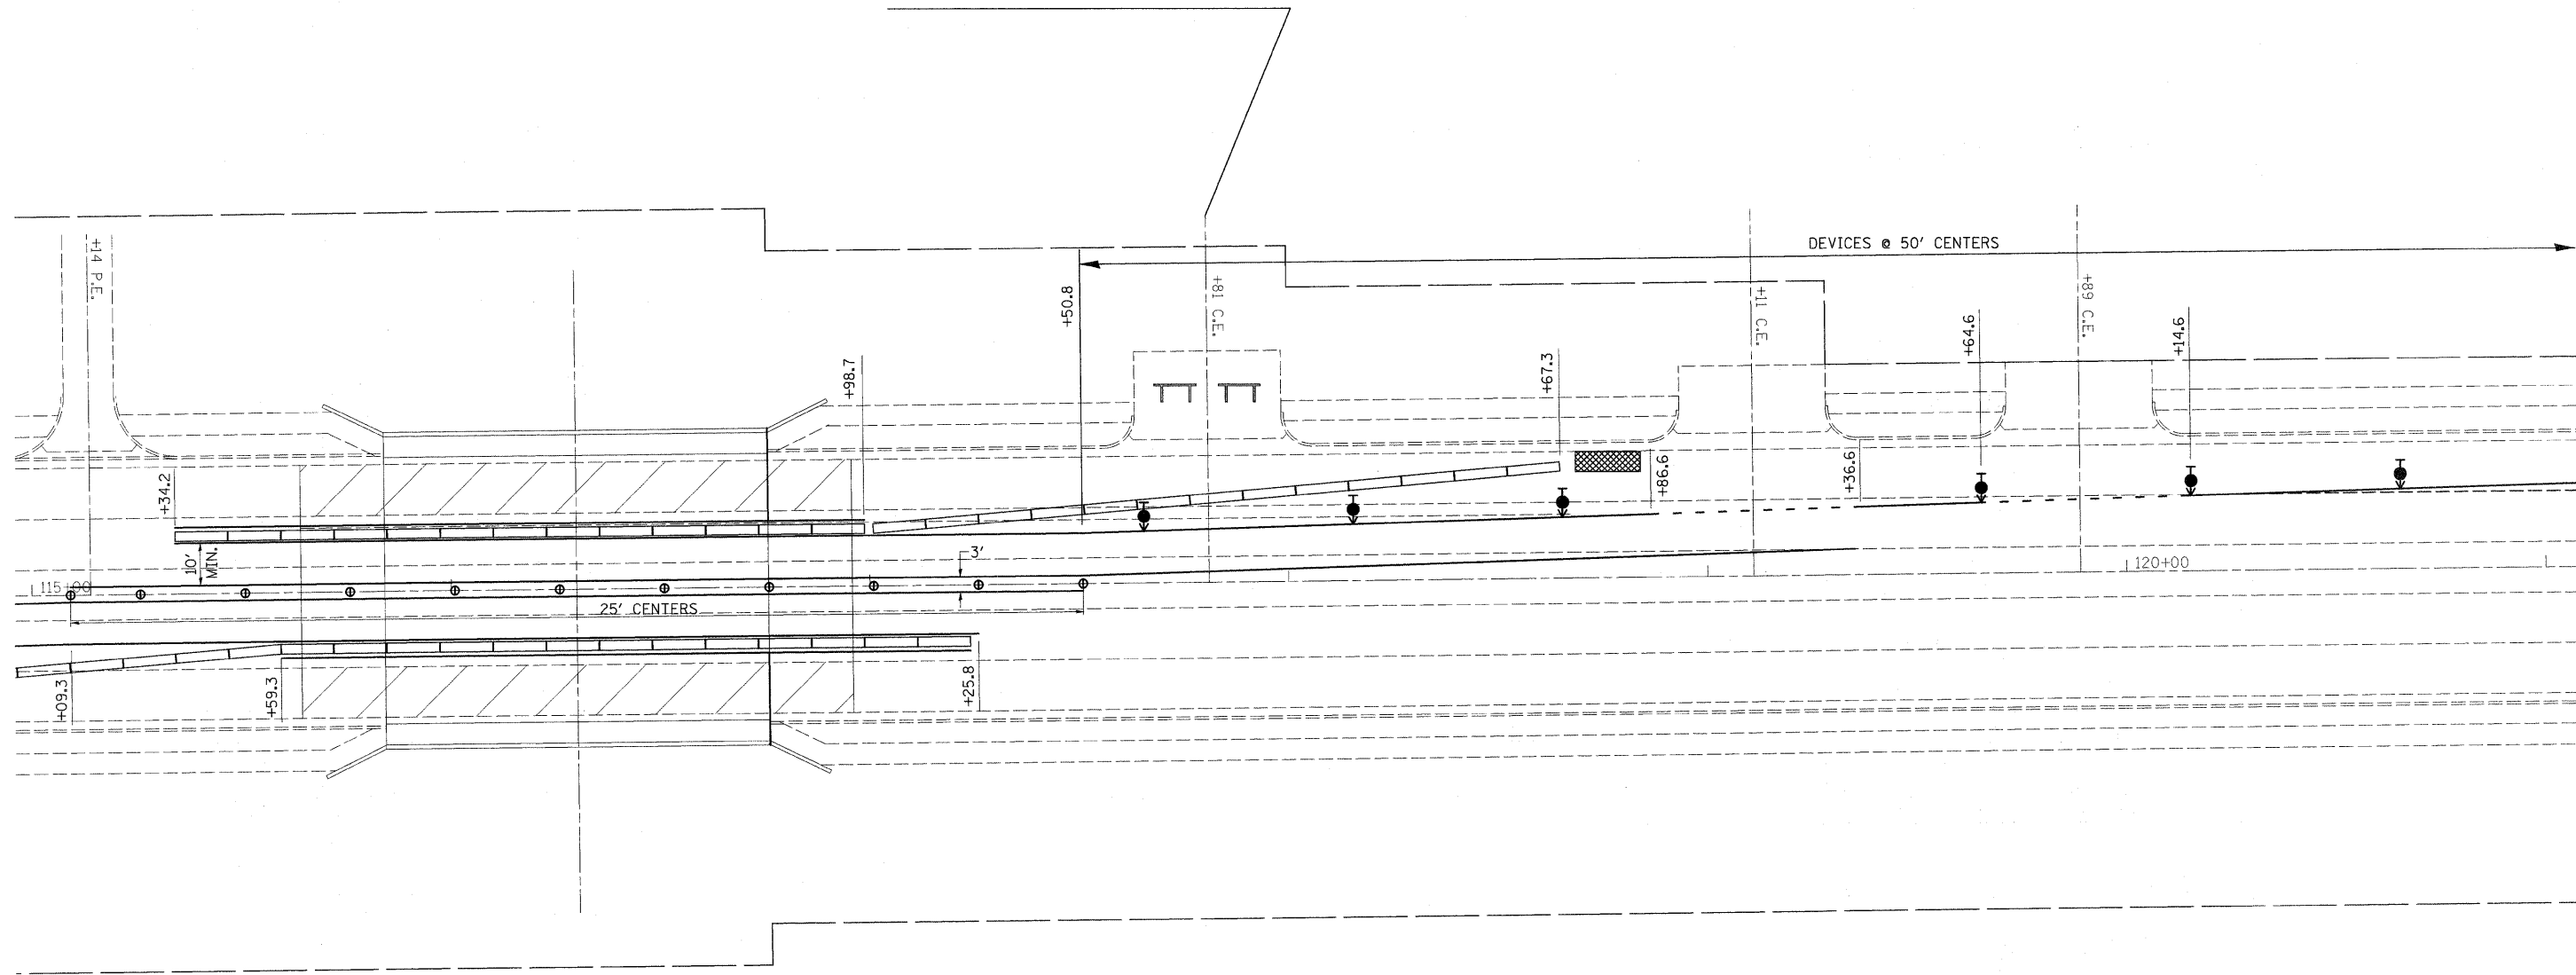 DEVICES @ 50' CENTERS
+14 P.E.
+50.8
+81 C.E.
+11 C.E.
+89 C.E.
+64.6
+14.6
+98.7
+67.3
+34.2
+86.6
+36.6
10'
MIN.
3'
115+00
120+00
25' CENTERS
+09.3
+59.3
+25.8